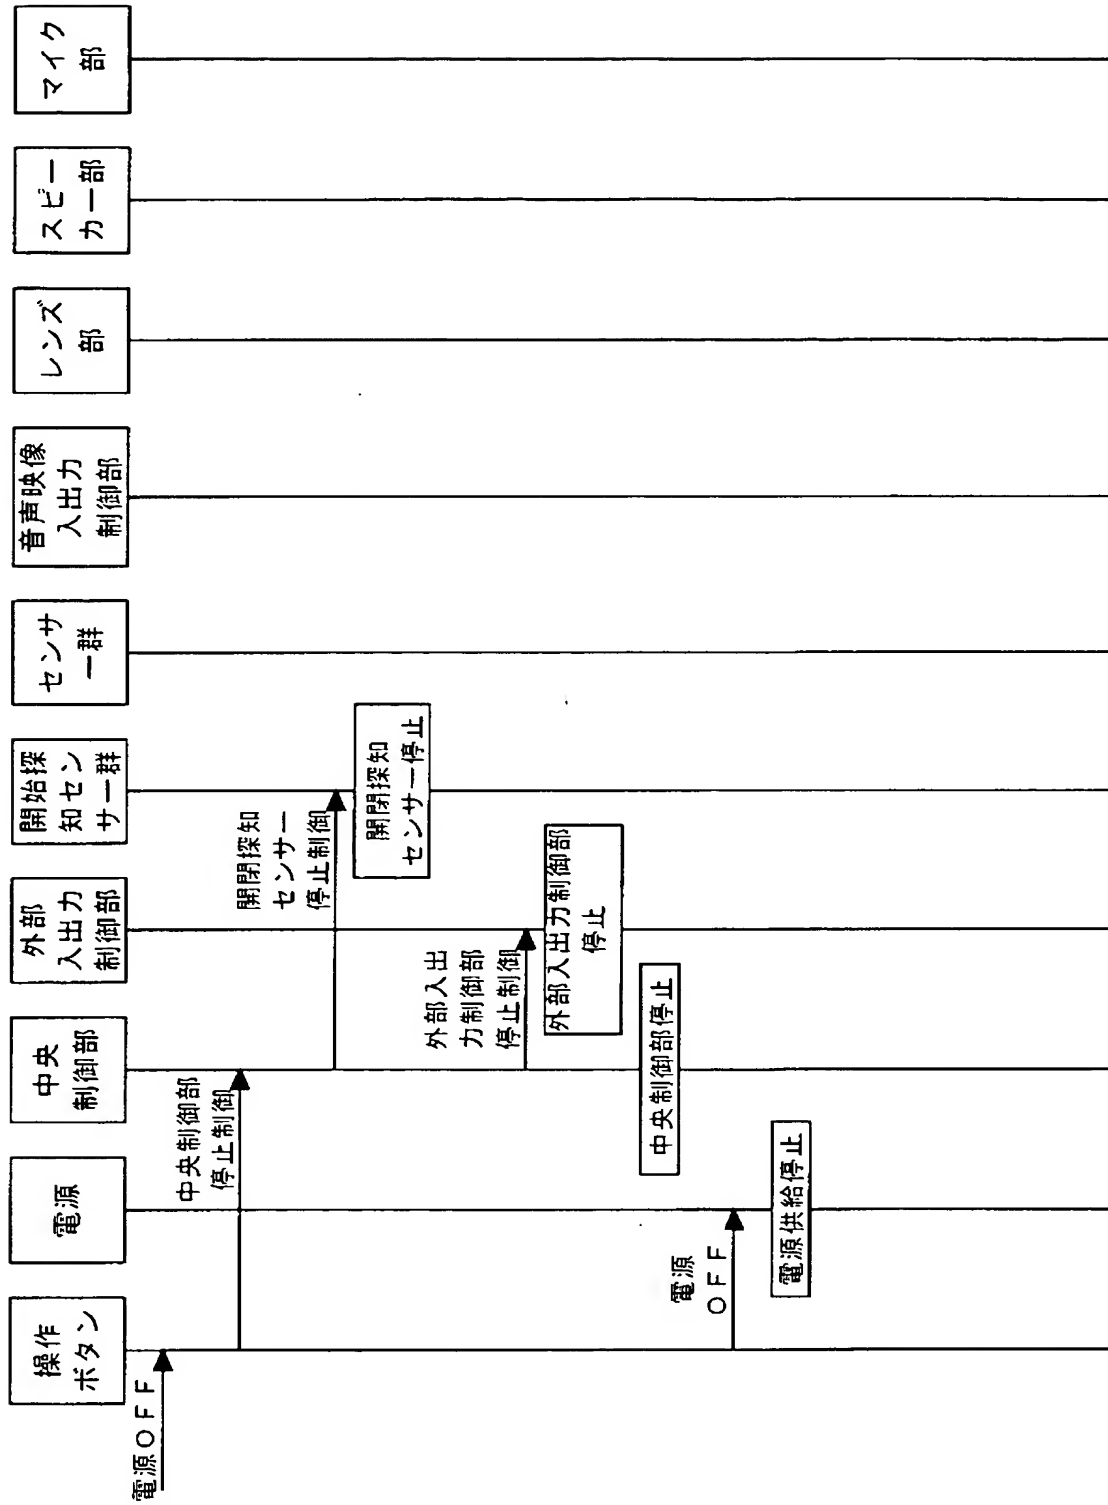 操作
ボタン
電源
中央
制御部
外部
入出力
制御部
開始探
知セン
サー群
センサ
ー群
音声映像
入出力
制御部
レンズ
部
スピー
カー部
マイク
部
電源OFF
中央制御部
停止制御
開閉探知
センサー
停止制御
開閉探知
センサー停止
外部入出
力制御部
停止制御
外部入出力制御部
停止
中央制御部停止
電源
OFF
電源供給停止